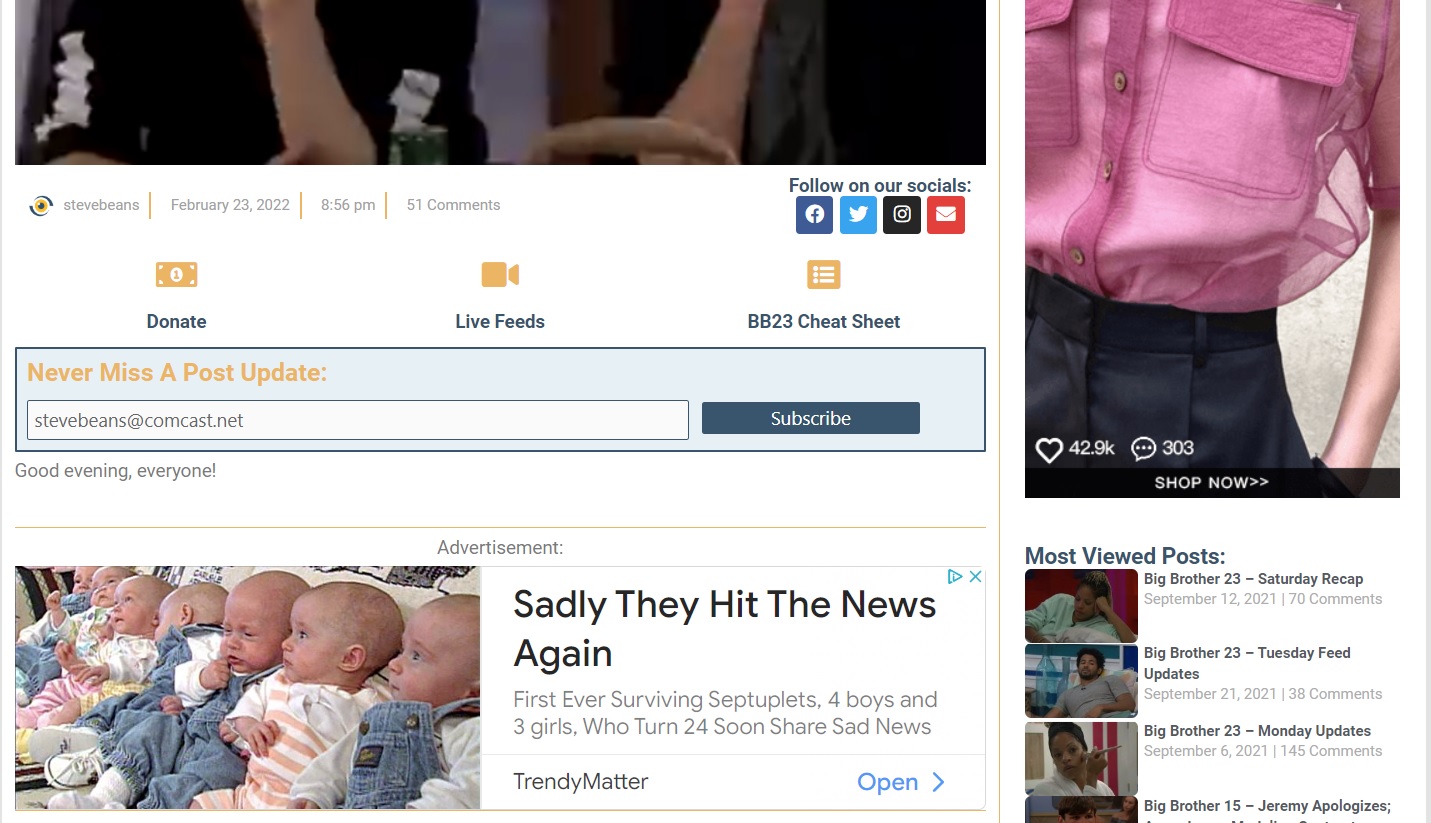 stevebeans
February 23, 2022
8:56 pm
51 Comments
Follow on our socials:
Donate
Live Feeds
BB23 Cheat Sheet
Never Miss A Post Update:
stevebeans@comcast.net
Subscribe
Good evening, everyone!
Advertisement:
Sadly They Hit The News
Again
First Ever Surviving Septuplets, 4 boys and
3 girls, Who Turn 24 Soon Share Sad News
TrendyMatter
Open
42.9k
303
SHOP NOW>>
Most Viewed Posts:
Big Brother 23 – Saturday Recap
September 12, 2021 | 70 Comments
Big Brother 23 – Tuesday Feed
Updates
September 21, 2021 | 38 Comments
Big Brother 23 – Monday Updates
September 6, 2021 | 145 Comments
Big Brother 15 – Jeremy Apologizes;